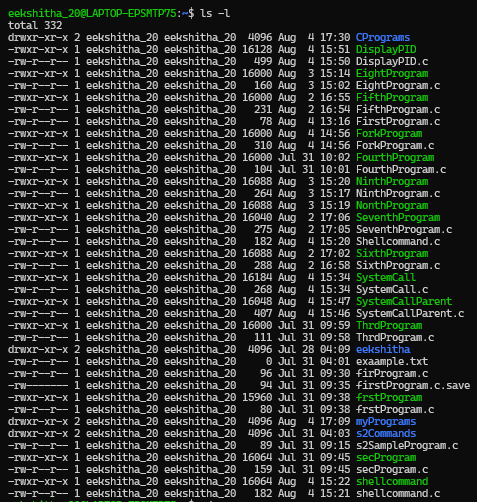 eekshitha_20@LAPTOP-EPSMTP75:~$ ls -l
total 332
drwxr-xr-x 2 eekshitha_20 eekshitha_20  4096 Aug  4 17:30 CPrograms
-rwxr-xr-x 1 eekshitha_20 eekshitha_20 16128 Aug  4 15:51 DisplayPID
-rw-r--r-- 1 eekshitha_20 eekshitha_20   499 Aug  4 15:50 DisplayPID.c
-rwxr-xr-x 1 eekshitha_20 eekshitha_20 16000 Aug  3 15:14 EightProgram
-rw-r--r-- 1 eekshitha_20 eekshitha_20   160 Aug  3 15:02 EightProgram.c
-rwxr-xr-x 1 eekshitha_20 eekshitha_20 16000 Aug  2 16:55 FifthProgram
-rw-r--r-- 1 eekshitha_20 eekshitha_20   231 Aug  2 16:54 FifthProgram.c
-rw-r--r-- 1 eekshitha_20 eekshitha_20    78 Aug  4 13:16 FirstProgram.c
-rwxr-xr-x 1 eekshitha_20 eekshitha_20 16000 Aug  4 14:56 ForkProgram
-rw-r--r-- 1 eekshitha_20 eekshitha_20   310 Aug  4 14:56 ForkProgram.c
-rwxr-xr-x 1 eekshitha_20 eekshitha_20 16000 Jul 31 10:02 FourthProgram
-rw-r--r-- 1 eekshitha_20 eekshitha_20   104 Jul 31 10:01 FourthProgram.c
-rwxr-xr-x 1 eekshitha_20 eekshitha_20 16088 Aug  3 15:20 NinthProgram
-rw-r--r-- 1 eekshitha_20 eekshitha_20   264 Aug  3 15:17 NinthProgram.c
-rwxr-xr-x 1 eekshitha_20 eekshitha_20 16088 Aug  3 15:19 NonthProgram
-rwxr-xr-x 1 eekshitha_20 eekshitha_20 16040 Aug  2 17:06 SeventhProgram
-rw-r--r-- 1 eekshitha_20 eekshitha_20   275 Aug  2 17:05 SeventhProgram.c
-rw-r--r-- 1 eekshitha_20 eekshitha_20   182 Aug  4 15:20 Shellcommand.c
-rwxr-xr-x 1 eekshitha_20 eekshitha_20 16088 Aug  2 17:02 SixthProgram
-rw-r--r-- 1 eekshitha_20 eekshitha_20   288 Aug  2 16:58 SixthProgram.c
-rwxr-xr-x 1 eekshitha_20 eekshitha_20 16184 Aug  4 15:34 SystemCall
-rw-r--r-- 1 eekshitha_20 eekshitha_20   268 Aug  4 15:34 SystemCall.c
-rwxr-xr-x 1 eekshitha_20 eekshitha_20 16048 Aug  4 15:47 SystemCallParent
-rw-r--r-- 1 eekshitha_20 eekshitha_20   407 Aug  4 15:46 SystemCallParent.c
-rwxr-xr-x 1 eekshitha_20 eekshitha_20 16000 Jul 31 09:59 ThrdProgram
-rw-r--r-- 1 eekshitha_20 eekshitha_20   111 Jul 31 09:58 ThrdProgram.c
drwxr-xr-x 2 eekshitha_20 eekshitha_20  4096 Jul 28 04:09 eekshitha
-rw-r--r-- 1 eekshitha_20 eekshitha_20     0 Jul 31 04:01 exaample.txt
-rw-r--r-- 1 eekshitha_20 eekshitha_20    96 Jul 31 09:30 firProgram.c
-rw------- 1 eekshitha_20 eekshitha_20    94 Jul 31 09:35 firstProgram.c.save
-rwxr-xr-x 1 eekshitha_20 eekshitha_20 15960 Jul 31 09:38 frstProgram
-rw-r--r-- 1 eekshitha_20 eekshitha_20    80 Jul 31 09:38 frstProgram.c
drwxr-xr-x 2 eekshitha_20 eekshitha_20  4096 Aug  4 17:09 myPrograms
drwxr-xr-x 2 eekshitha_20 eekshitha_20  4096 Jul 31 04:03 s2Commands
-rw-r--r-- 1 eekshitha_20 eekshitha_20    89 Jul 31 09:15 s2SampleProgram.c
-rwxr-xr-x 1 eekshitha_20 eekshitha_20 16064 Jul 31 09:45 secProgram
-rw-r--r-- 1 eekshitha_20 eekshitha_20   159 Jul 31 09:45 secProgram.c
-rwxr-xr-x 1 eekshitha_20 eekshitha_20 16064 Aug  4 15:22 shellcommand
-rw-r--r-- 1 eekshitha_20 eekshitha_20   182 Aug  4 15:21 shellcommand.c